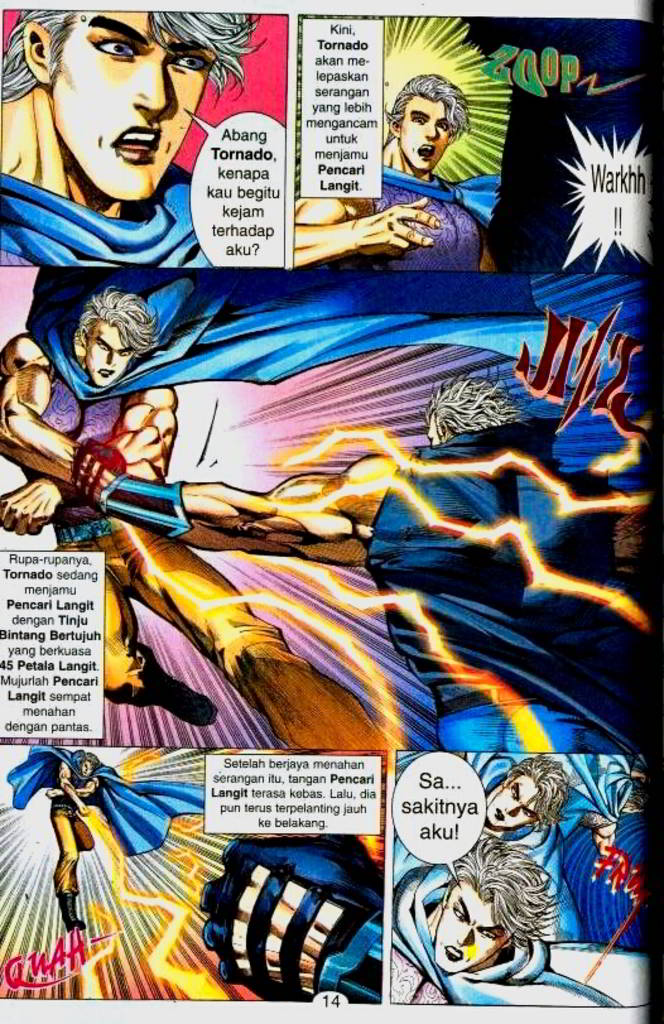 Abang
Tornado,
kenapa
kau begitu
kejam
terhadap
aku?
Kini,
Tornado
akan me-
lepaskan
serangan
yang lebih
mengancam
untuk
menjamu
Pencari
Langit.
ZOOP
Warkhh
!!
Rupa-rupanya,
Tornado sedang
menjamu
Pencari Langit
dengan Tinju
Bintang Bertujuh
yang berkuasa
45 Petala Langit.
Mujurlah Pencari
Langit sempat
menahan
dengan pantas.
Setelah berjaya menahan
serangan itu, tangan Pencari
Langit terasa kebas. Lalu, dia
pun terus terpelanting jauh
ke belakang.
QUAH
Sa...
sakitnya
aku!
14